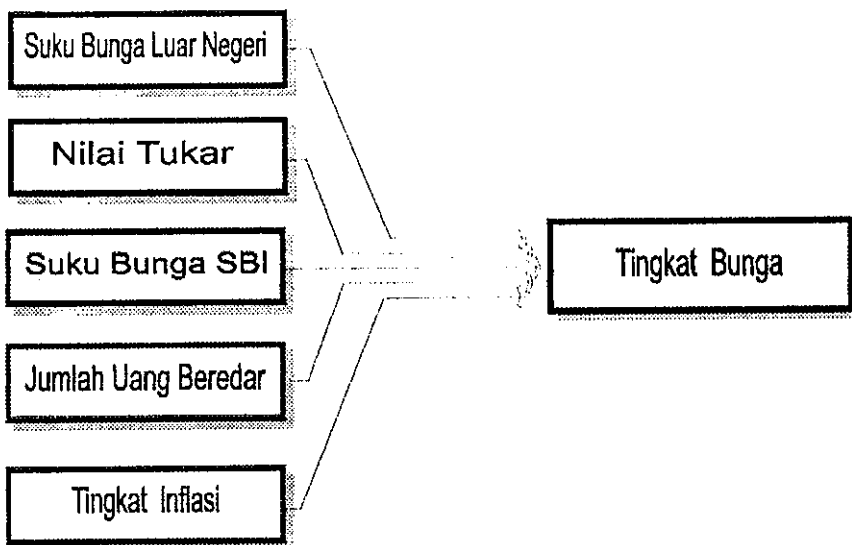 Suku Bunga Luar Negeri
Nilai Tukar
Suku Bunga SBI
Tingkat Bunga
Jumlah Uang Beredar
Tingkat Inflasi